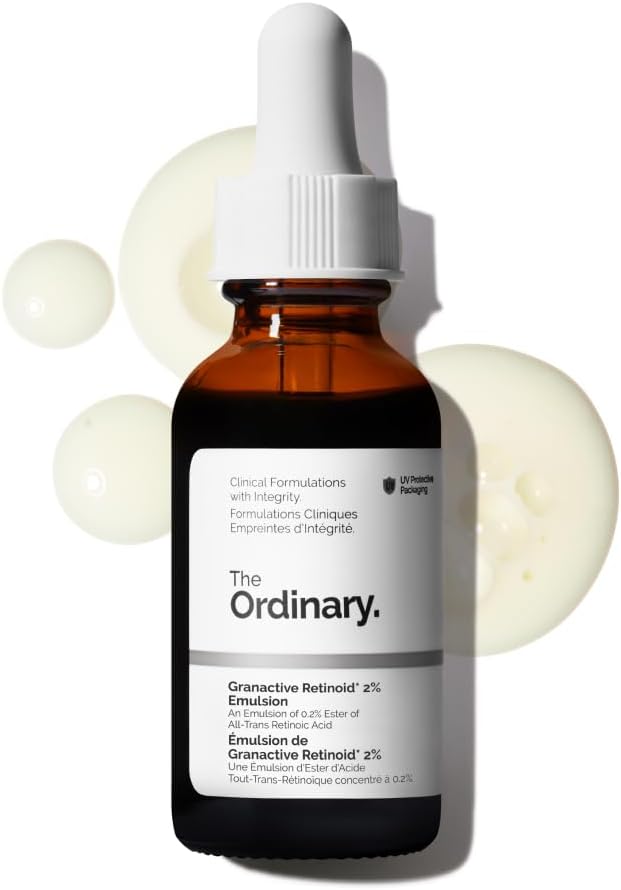 Clinical Formulations
with Integrity.
Formulations Cliniques
Empreintes d'Intégrité.
UV Protective
Packaging
The
Ordinary.
Granactive Retinoid* 2%
Emulsion
An Emulsion of 0.2% Ester of
All-Trans Retinoic Acid
Émulsion de
Granactive Retinoid* 2%
Une Émulsion d'Ester d'Acide
Tout-Trans-Rétinoïque concentré à 0.2%